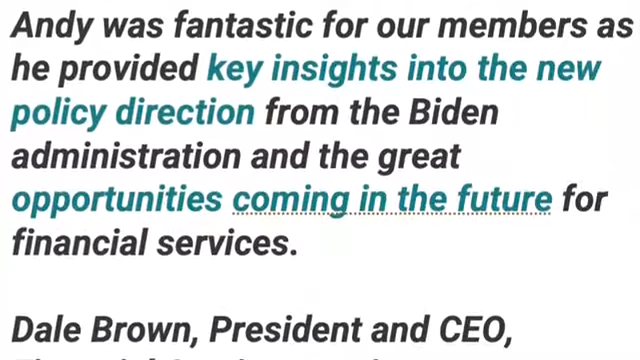 Andy was fantastic for our members as
he provided key insights into the new
policy direction from the Biden
administration and the great
opportunities coming in the future for
financial services.
Dale Brown, President and CEO,